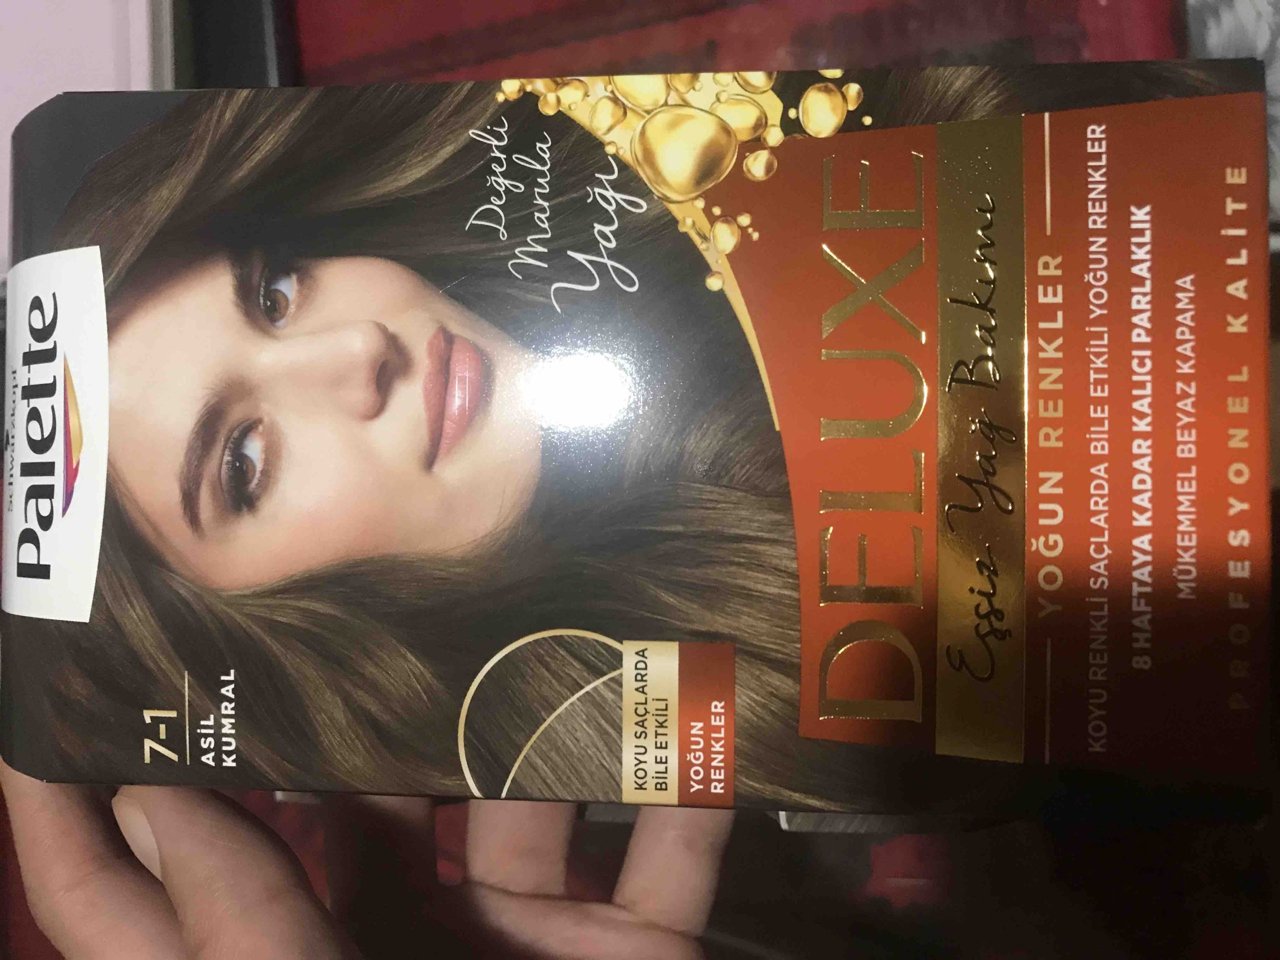 Schwarzkopf
Palette
7-1
ASİL
KUMRAL
Değerli
Marula
Yağı
KOYU SAÇLARDA
BİLE ETKİLİ
YOĞUN
RENKLER
DELUXE
Eşsiz Yağ Bakımı
YOĞUN RENKLER
KOYU RENKLİ SAÇLARDA BİLE ETKİLİ YOĞUN RENKLER
8 HAFTAYA KADAR KALICI PARLAKLIK
MÜKEMMEL BEYAZ KAPAMA
PROFESYONEL KALİTE